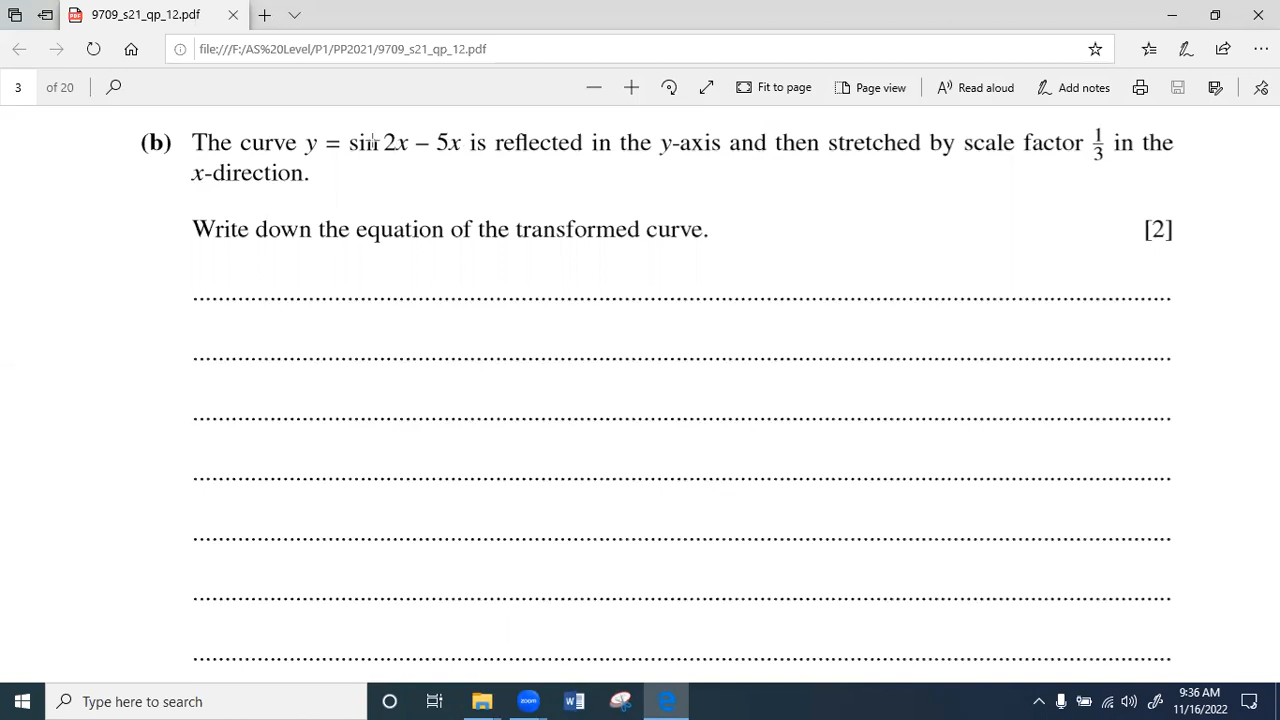 9709_s21_qp_12.pdf
file:///F:/AS%20Level/P1/PP2021/9709_s21_qp_12.pdf
3 of 20 Fit to page Page view Read aloud Add notes
(b) The curve y = sin 2x – 5x is reflected in the y-axis and then stretched by scale factor 1/3 in the
x-direction.
Write down the equation of the transformed curve. [2]
Type here to search
zoom
9:36 AM
11/16/2022